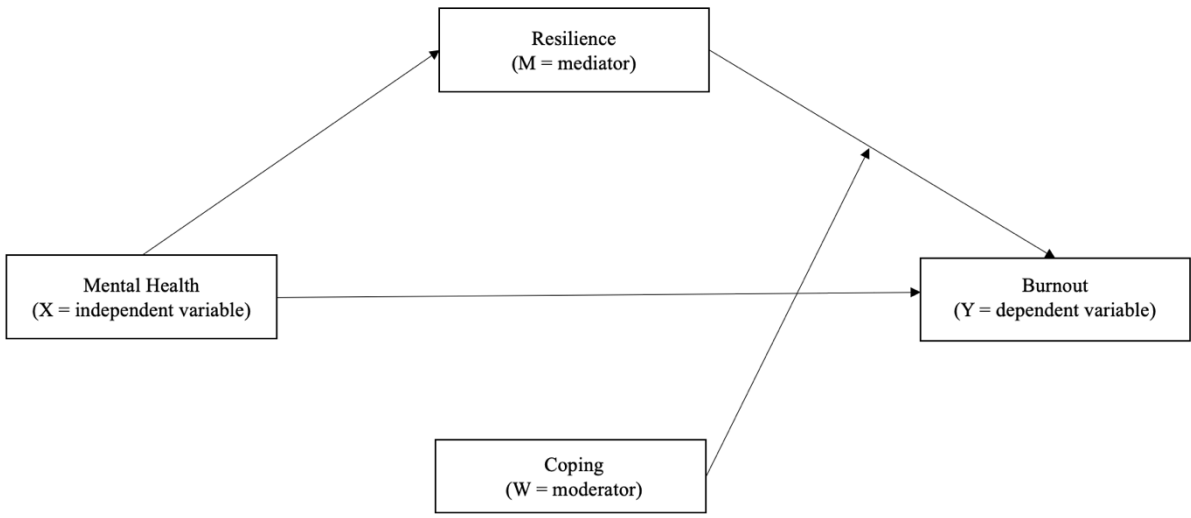 Resilience
(M = mediator)
Mental Health
(X = independent variable)
Burnout
(Y = dependent variable)
Coping
(W = moderator)